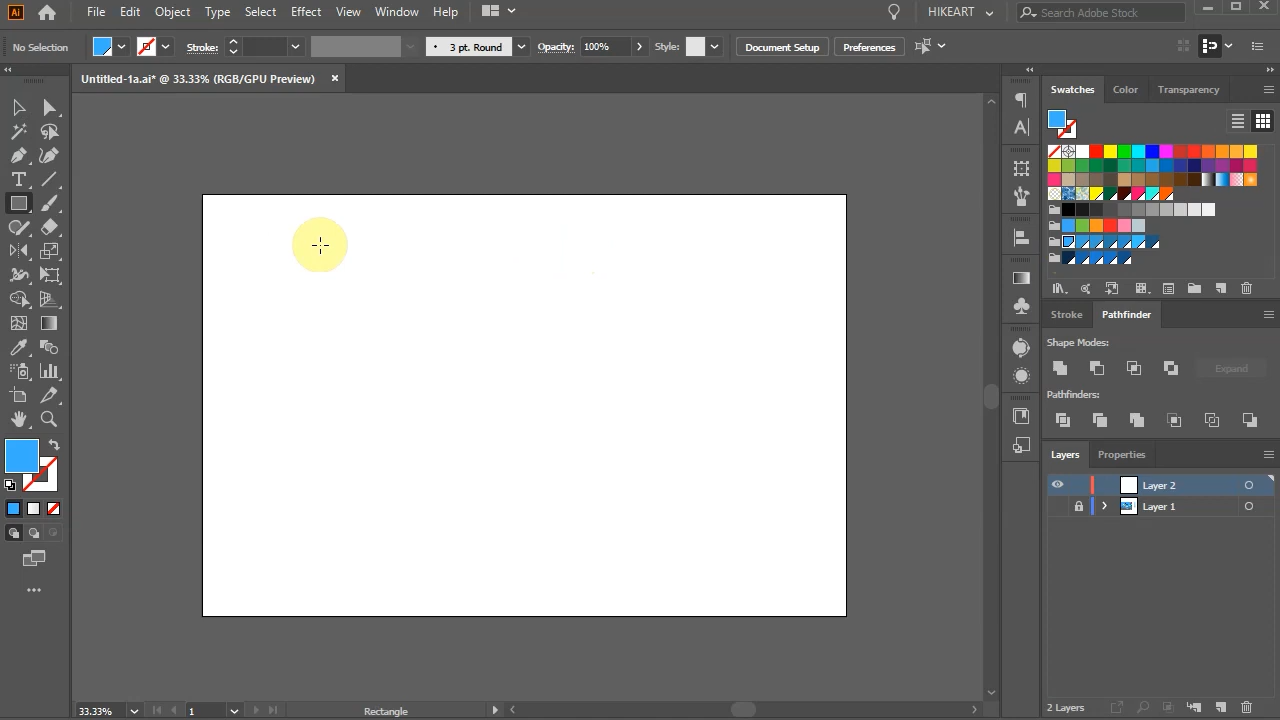 Ai File Edit Object Type Select Effect View Window Help HIKEART Search Adobe Stock
No Selection Stroke: 3 pt. Round Opacity: 100% Style: Document Setup Preferences
Untitled-1a.ai* @ 33.33% (RGB/GPU Preview)
Swatches Color Transparency
Stroke Pathfinder
Shape Modes:
Expand
Pathfinders:
Layers Properties
Layer 2
Layer 1
33.33% 1 Rectangle 2 Layers